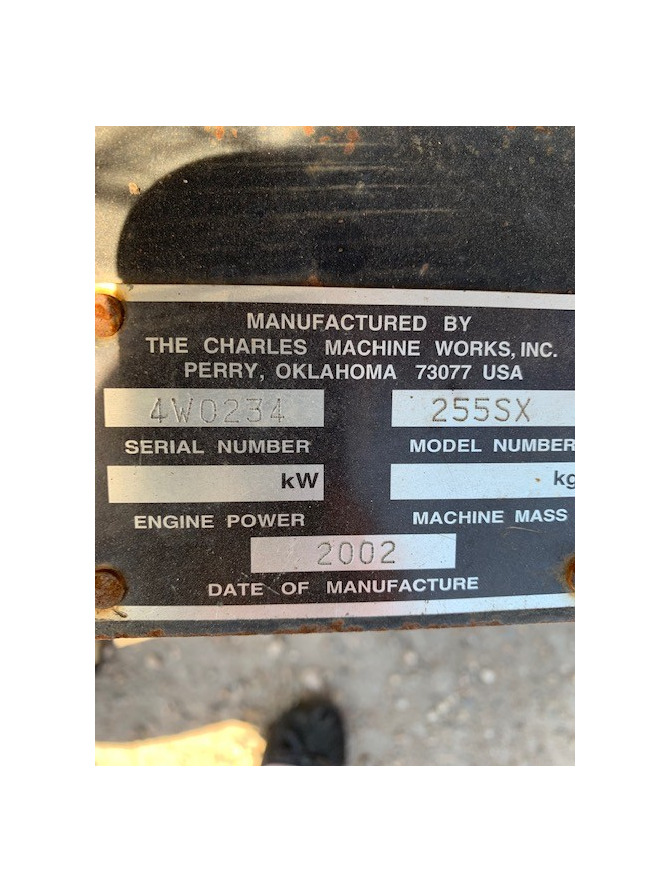 MANUFACTURED BY
THE CHARLES MACHINE WORKS, INC.
PERRY, OKLAHOMA 73077 USA
4W0234 255SX
SERIAL NUMBER MODEL NUMBER
kW kg
ENGINE POWER MACHINE MASS
2002
DATE OF MANUFACTURE